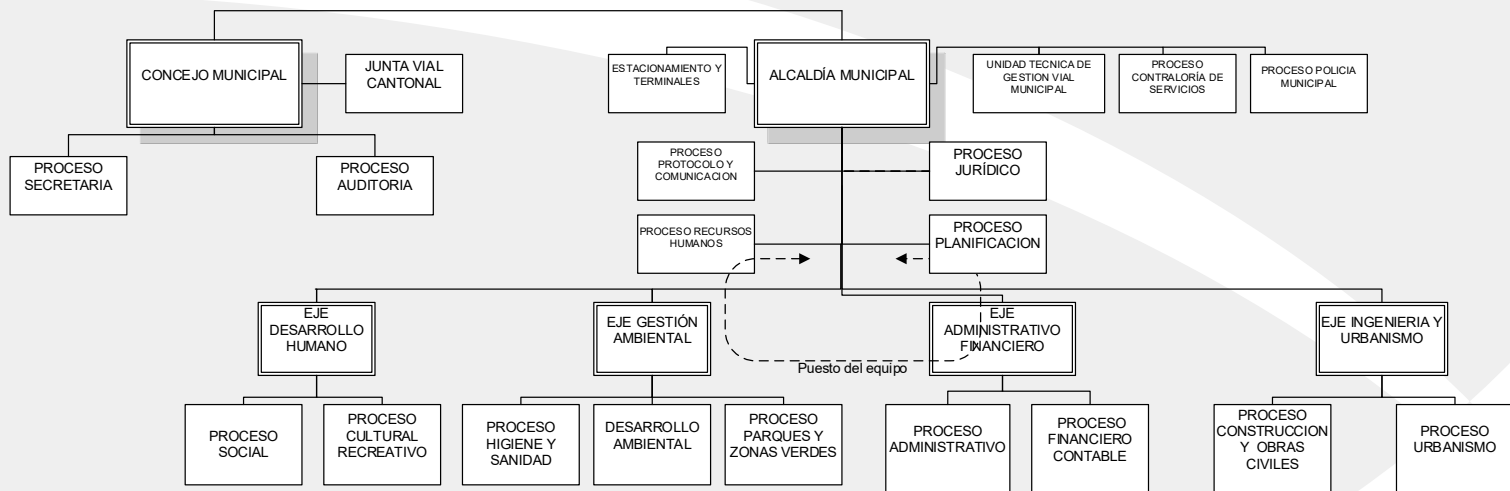 CONCEJO MUNICIPAL
JUNTA VIAL
CANTONAL
ESTACIONAMIENTO Y
TERMINALES
ALCALDÍA MUNICIPAL
UNIDAD TECNICA DE
GESTION VIAL
MUNICIPAL
PROCESO
CONTRALORÍA DE
SERVICIOS
PROCESO POLICIA
MUNICIPAL
PROCESO
SECRETARIA
PROCESO
AUDITORIA
PROCESO
PROTOCOLO Y
COMUNICACION
PROCESO
JURÍDICO
PROCESO RECURSOS
HUMANOS
PROCESO
PLANIFICACION
EJE
DESARROLLO
HUMANO
EJE GESTIÓN
AMBIENTAL
EJE
ADMINISTRATIVO
FINANCIERO
EJE INGENIERIA Y
URBANISMO
Puesto del equipo
PROCESO
SOCIAL
PROCESO
CULTURAL
RECREATIVO
PROCESO
HIGIENE Y
SANIDAD
DESARROLLO
AMBIENTAL
PROCESO
PARQUES Y
ZONAS VERDES
PROCESO
ADMINISTRATIVO
PROCESO
FINANCIERO
CONTABLE
PROCESO
CONSTRUCCION
Y OBRAS
CIVILES
PROCESO
URBANISMO